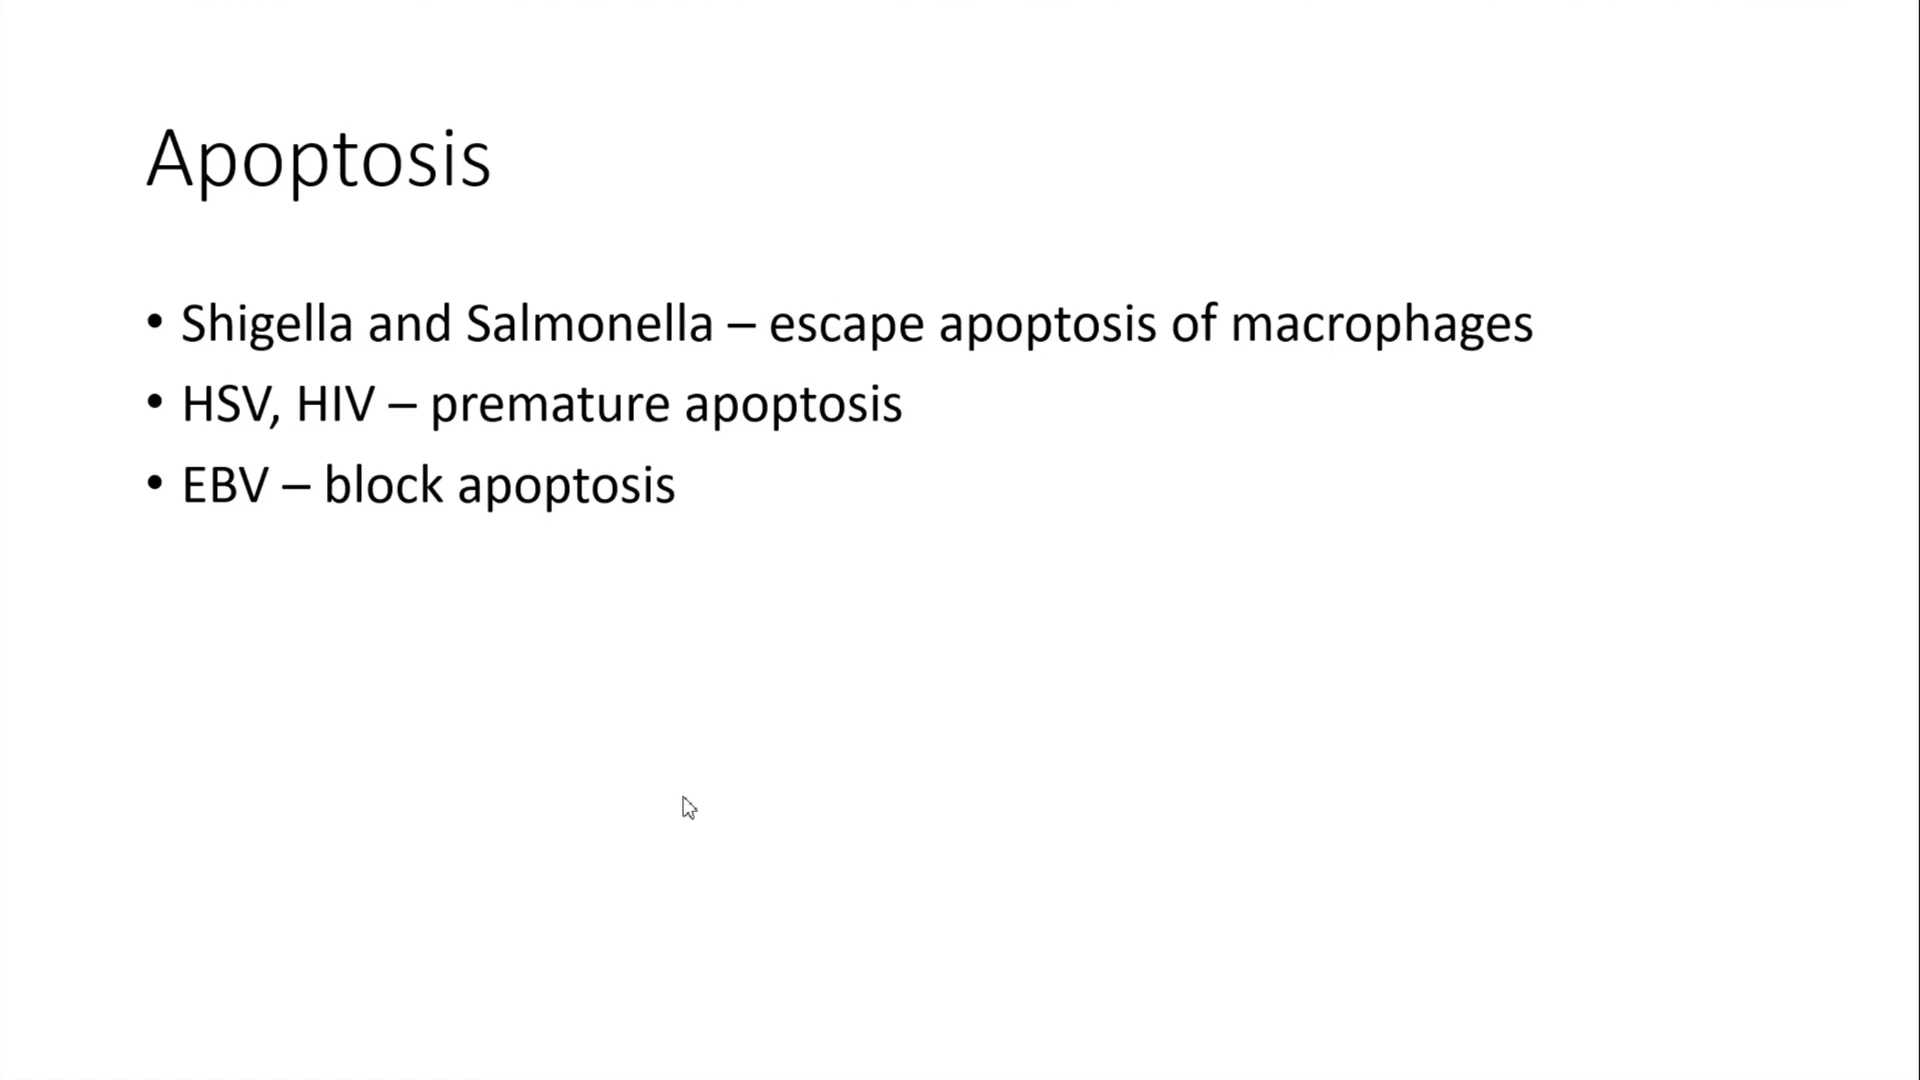 Apoptosis
• Shigella and Salmonella – escape apoptosis of macrophages
• HSV, HIV – premature apoptosis
• EBV – block apoptosis